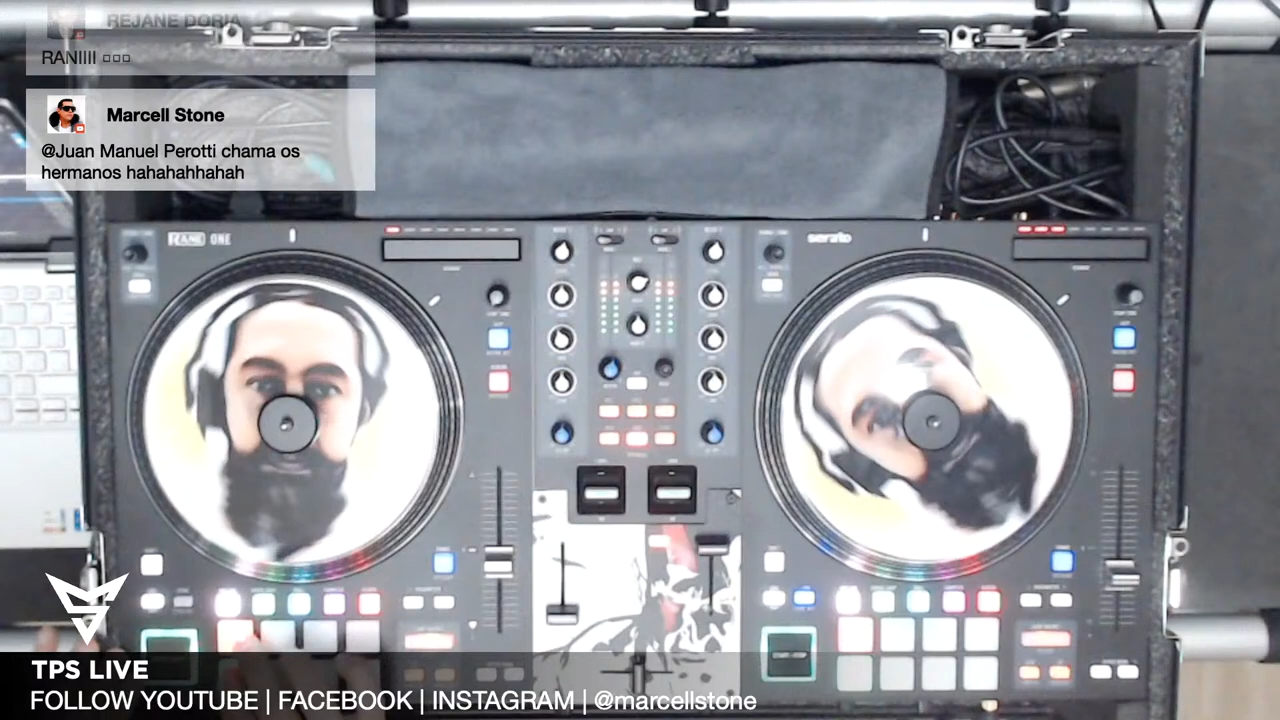 REJANE DORIA
RANIIII
Marcell Stone
@Juan Manuel Perotti chama os
hermanos hahahahhahah
RANE ONE
serato
TPS LIVE
FOLLOW YOUTUBE | FACEBOOK | INSTAGRAM | @marcellstone